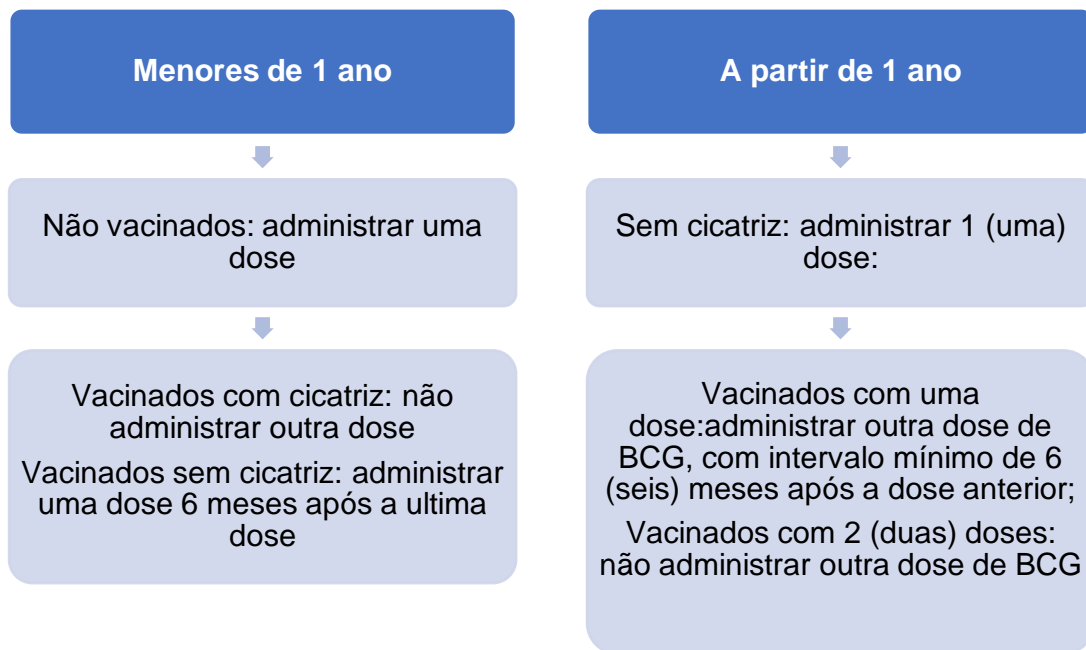 Menores de 1 ano
Não vacinados: administrar uma
dose
Vacinados com cicatriz: não
administrar outra dose
Vacinados sem cicatriz: administrar
uma dose 6 meses após a ultima
dose
A partir de 1 ano
Sem cicatriz: administrar 1 (uma)
dose:
Vacinados com uma
dose:administrar outra dose de
BCG, com intervalo mínimo de 6
(seis) meses após a dose anterior;
Vacinados com 2 (duas) doses:
não administrar outra dose de BCG